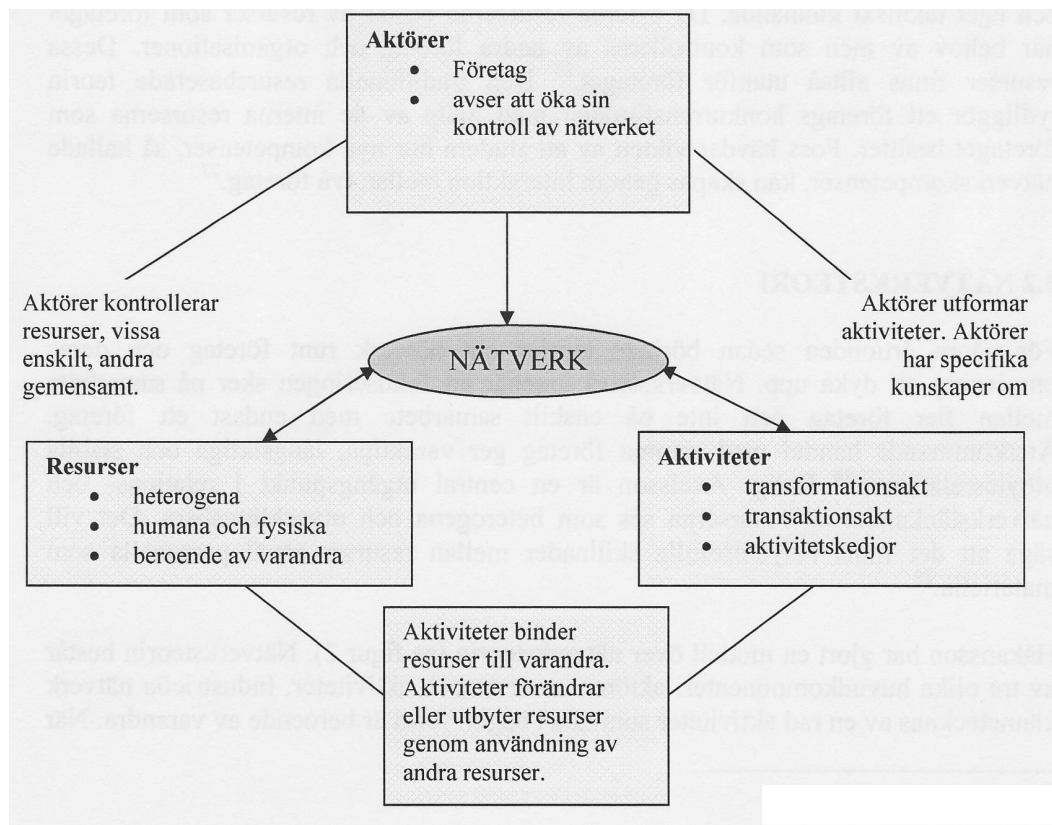 Aktörer
• Företag
• avser att öka sin
kontroll av nätverket
Aktörer kontrollerar
resurser, vissa
enskilt, andra
gemensamt.
Aktörer utformar
aktiviteter. Aktörer
har specifik
kunskaper om
NÄTVERK
Resurser
• heterogena
• humana och fysiska
• beroende av varandra
Aktiviteter
• transformationsakt
• transaktionsakt
• aktivitetskedjor
Aktiviteter binder
resurser till varandra.
Aktiviteter förändrar
eller utbyter resurser
genom användning av
andra resurser.